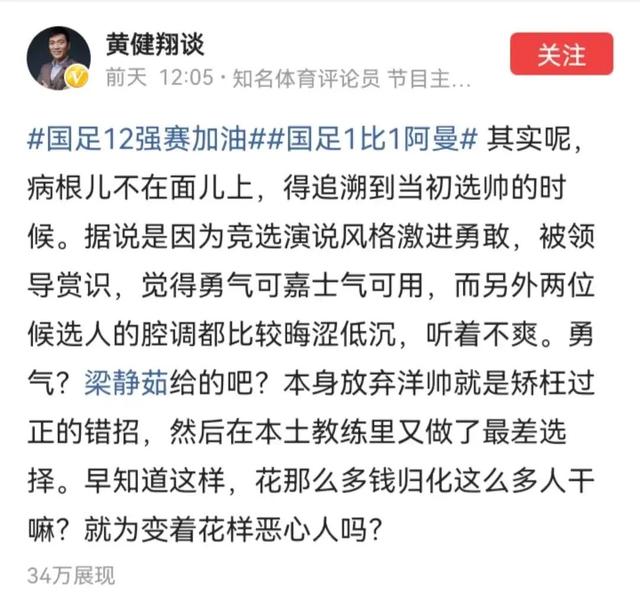 黄健翔谈
关注
前天 12:05·知名体育评论员 节目主...
#国足12强赛加油##国足1比1阿曼# 其实呢，
病根儿不在面儿上，得追溯到当初选帅的时
候。据说是因为竞选演说风格激进勇敢，被领
导赏识，觉得勇气可嘉士气可用，而另外两位
候选人的腔调都比较晦涩低沉，听着不爽。勇
气？梁静茹给的吧？本身放弃洋帅就是矫枉过
正的错招，然后在本土教练里又做了最差选
择。早知道这样，花那么多钱归化这么多人干
嘛？就为变着花样恶心人吗？
34万展现